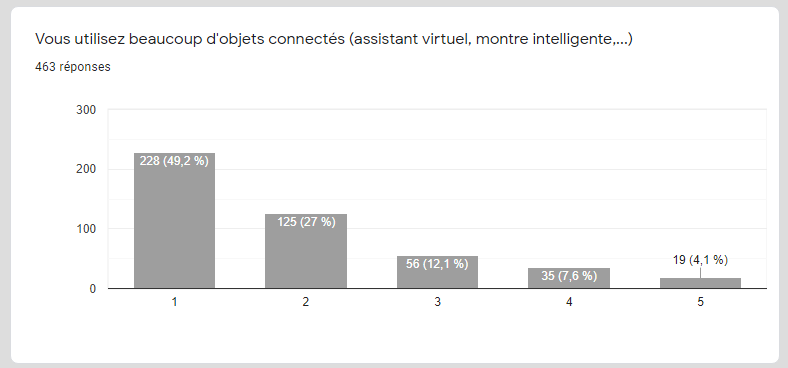 Vous utilisez beaucoup d'objets connectés (assistant virtuel, montre intelligente,...)
463 réponses
300
200
100
0
228 (49,2 %)
125 (27 %)
56 (12,1 %)
35 (7,6 %)
19 (4,1 %)
1
2
3
4
5